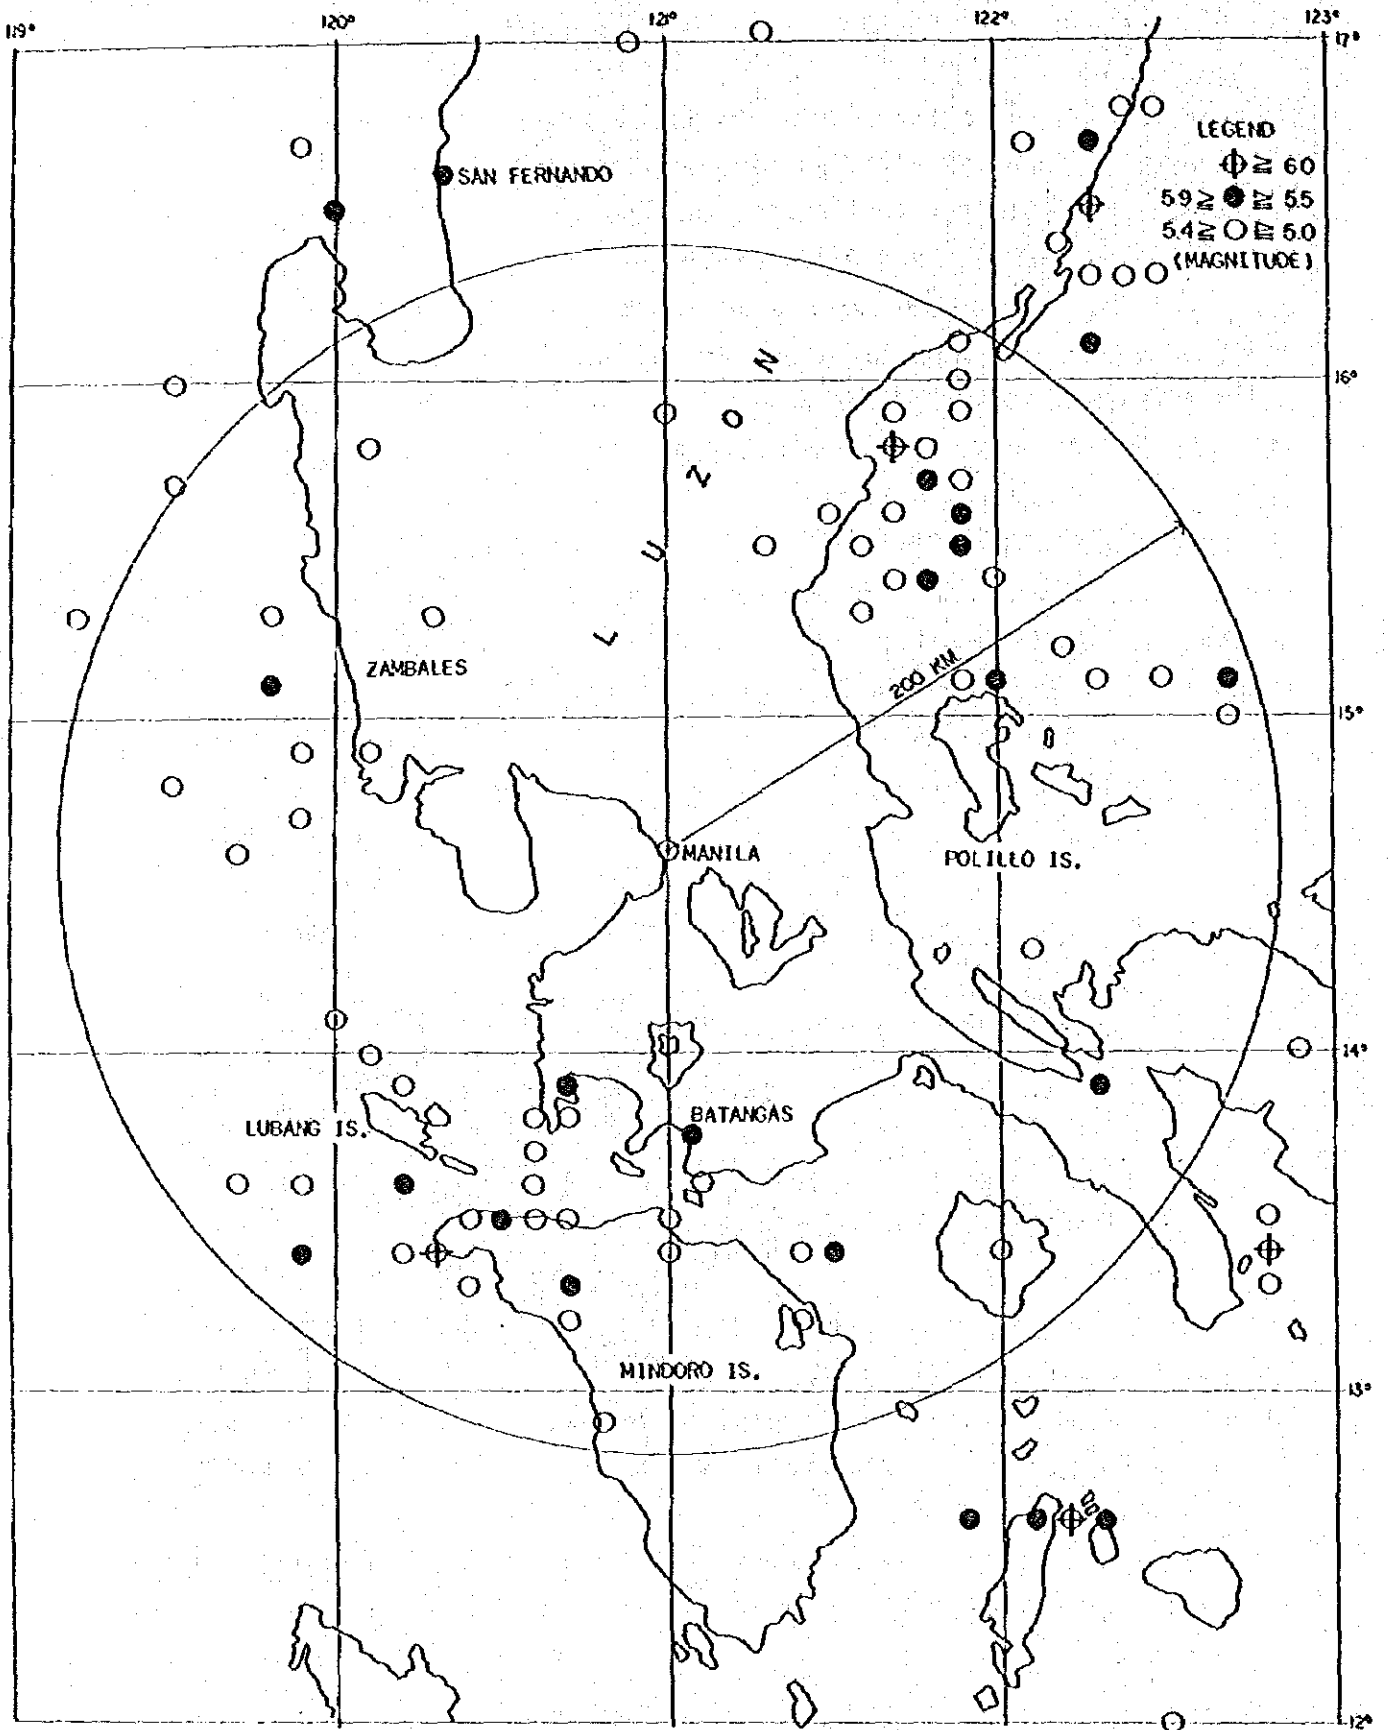 119° 120° 121° 122° 123°
17°
LEGEND
≧ 6.0
SAN FERNANDO
5.9 ≧ ≧ 5.5
5.4 ≧ ≧ 5.0
(MAGNITUDE)
16°
LUZON
ZAMBALES
200 KM
15°
MANILA
POLILLO IS.
14°
BATANGAS
LUBANG IS.
MINDORO IS.
13°
12°